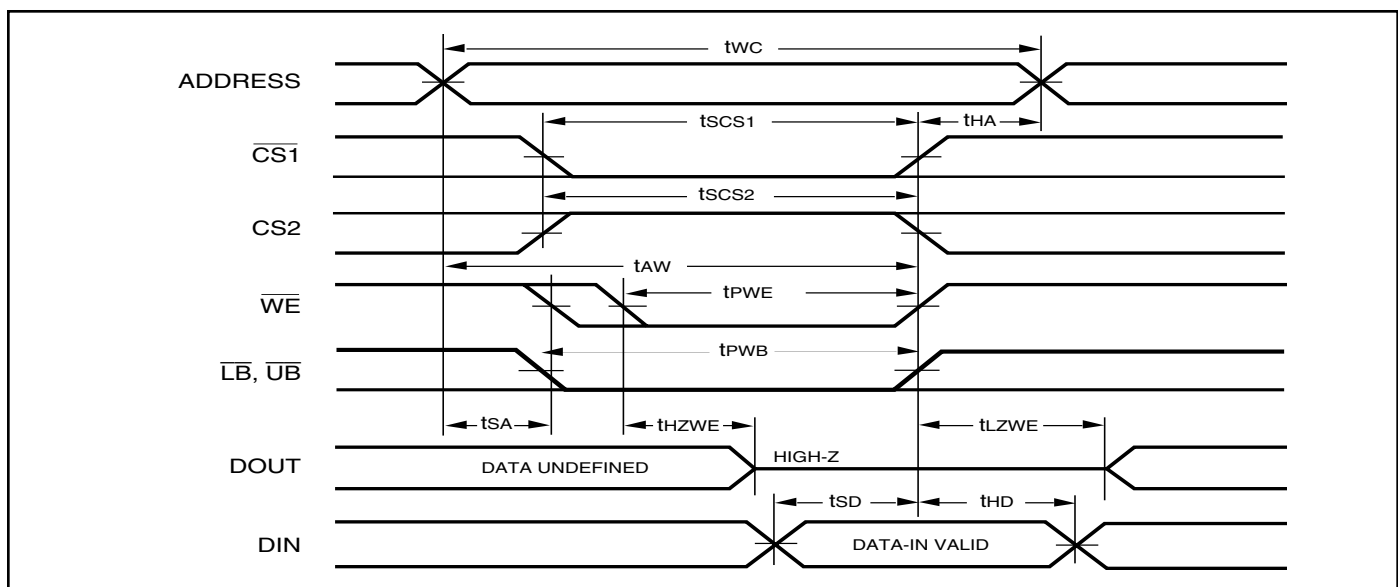 tWC
ADDRESS
tSCS1
tHA
CS1
tSCS2
CS2
tAW
WE
tPWE
LB, UB
tPWB
tSA
tHZWE
tLZWE
DOUT
DATA UNDEFINED
HIGH-Z
tSD
tHD
DIN
DATA-IN VALID